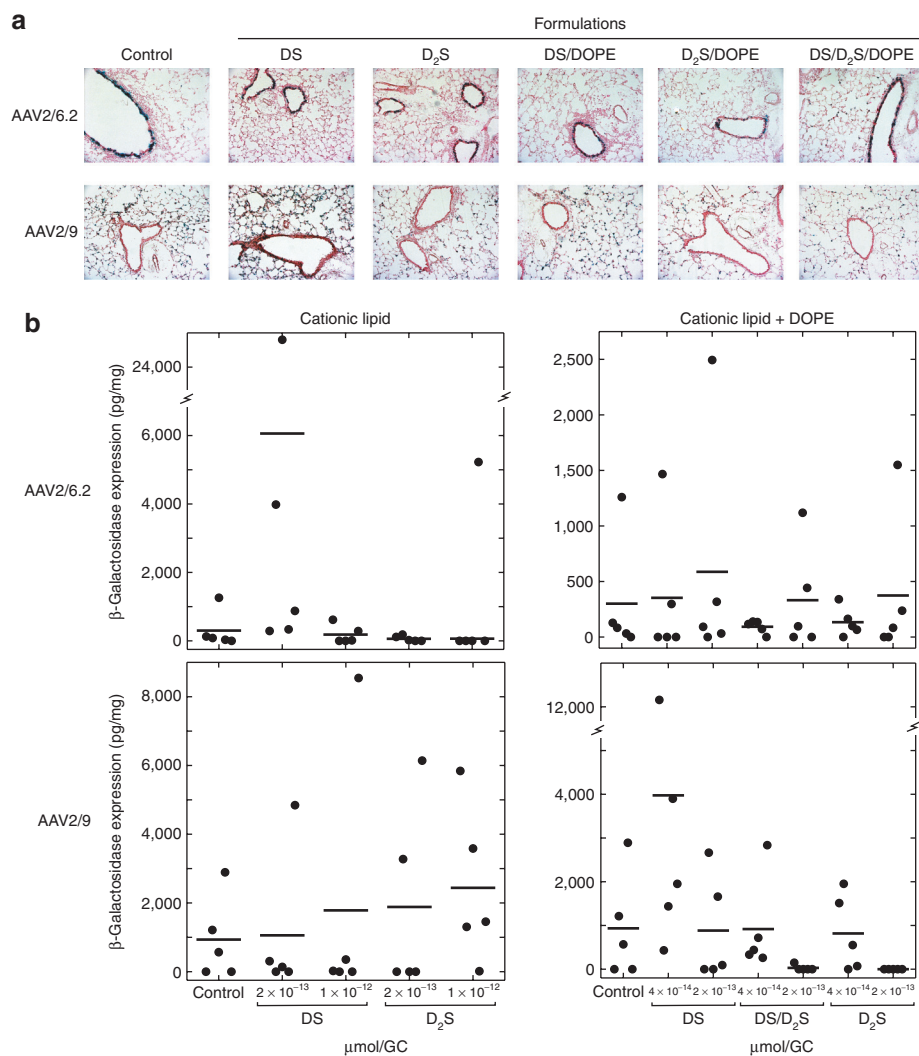 a
Formulations
Control DS D₂S DS/DOPE D₂S/DOPE DS/D₂S/DOPE
AAV2/6.2
AAV2/9
b
Cationic lipid
Cationic lipid + DOPE
AAV2/6.2
β-Galactosidase expression (pg/mg)
24,000
6,000
4,000
2,000
0
2,500
2,000
1,500
1,000
500
0
AAV2/9
β-Galactosidase expression (pg/mg)
8,000
6,000
4,000
2,000
0
12,000
4,000
2,000
0
Control 2 × 10⁻¹³ 1 × 10⁻¹² 2 × 10⁻¹³ 1 × 10⁻¹²
DS D₂S
μmol/GC
Control 4 × 10⁻¹⁴ 2 × 10⁻¹³ 4 × 10⁻¹⁴ 2 × 10⁻¹³ 4 × 10⁻¹⁴ 2 × 10⁻¹³
DS DS/D₂S D₂S
μmol/GC